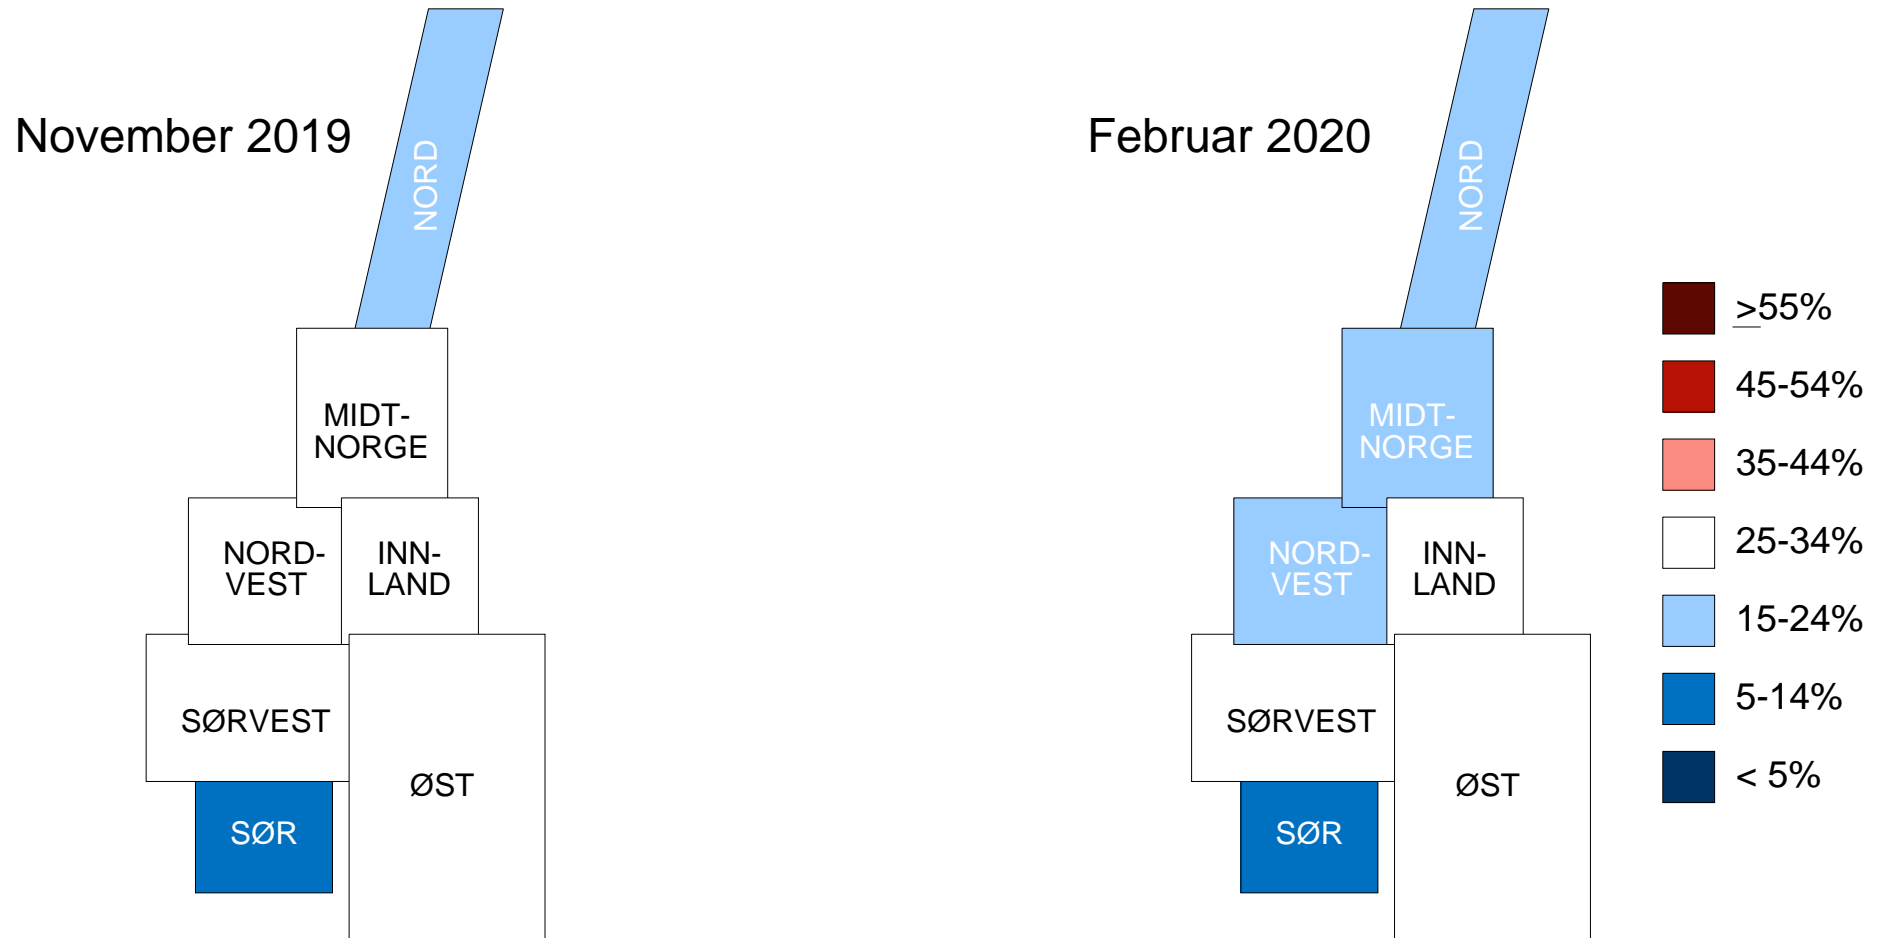 November 2019
NORD
MIDT-
NORGE
NORD-
VEST
INN-
LAND
SØRVEST
ØST
SØR
Februar 2020
NORD
MIDT-
NORGE
NORD-
VEST
INN-
LAND
SØRVEST
ØST
SØR
≥55%
45-54%
35-44%
25-34%
15-24%
5-14%
< 5%